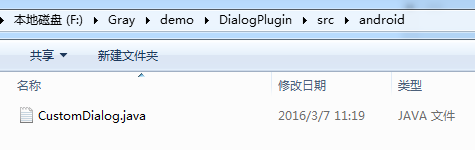 本地磁盘 (F:) ▸ Gray ▸ demo ▸ DialogPlugin ▸ src ▸ android
共享 新建文件夹
名称 修改日期 类型
CustomDialog.java 2016/3/7 11:19 JAVA 文件